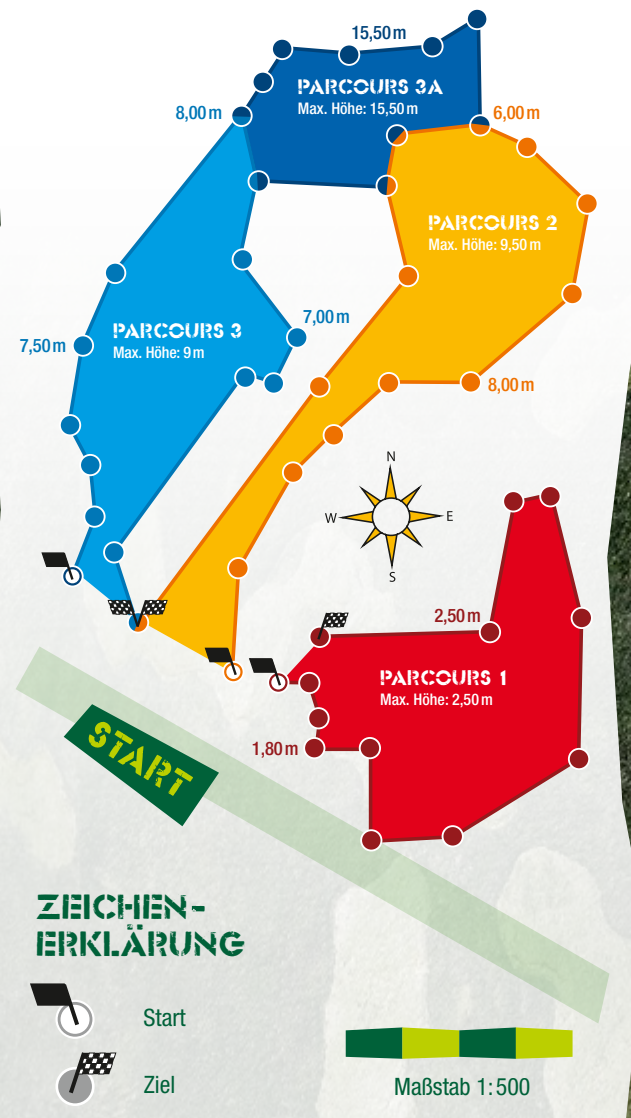 15,50 m
PARCOURS 3A
Max. Höhe: 15,50 m
8,00 m
6,00 m
PARCOURS 2
Max. Höhe: 9,50 m
7,00 m
PARCOURS 3
Max. Höhe: 9 m
7,50 m
8,00 m
N
W
E
S
2,50 m
PARCOURS 1
Max. Höhe: 2,50 m
1,80 m
START
ZEICHEN-
ERKLÄRUNG
Start
Ziel
Maßstab 1:500